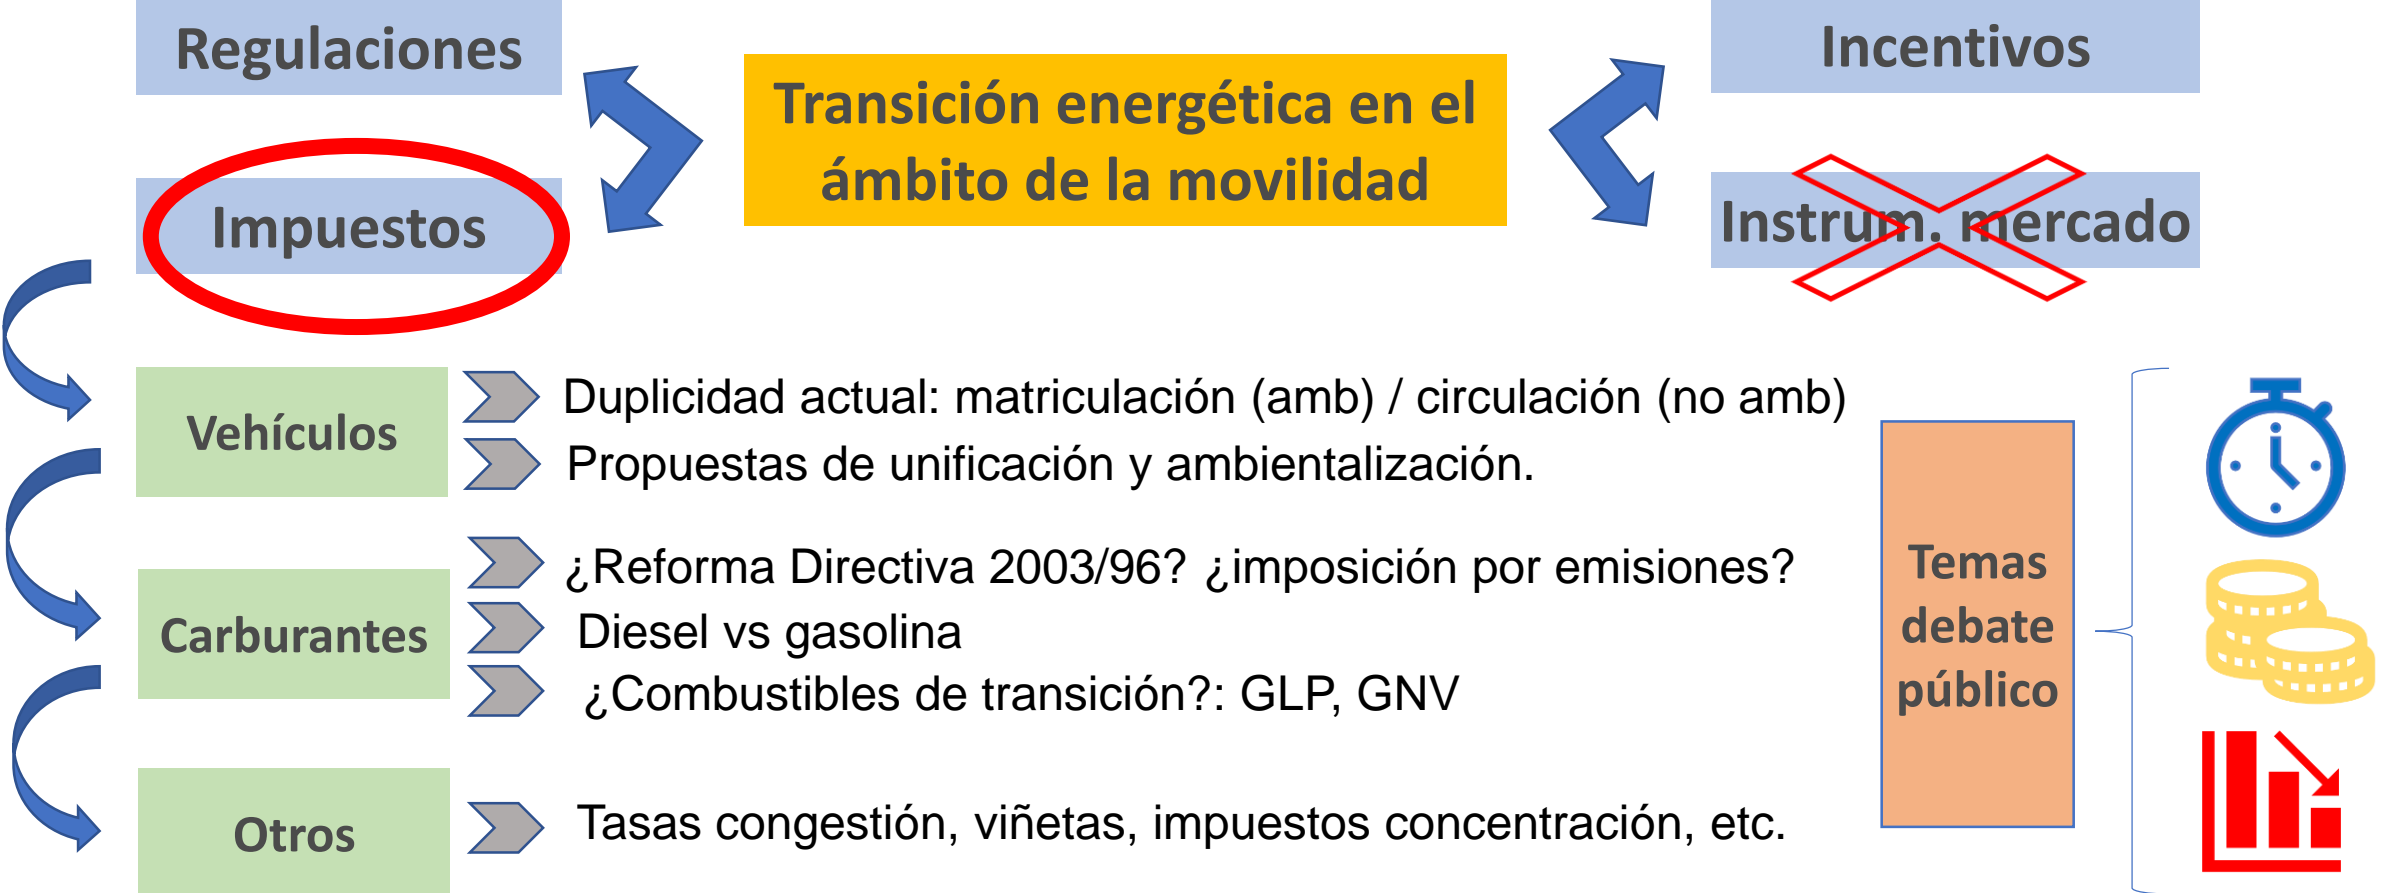 Regulaciones
Incentivos
Transición energética en el
ámbito de la movilidad
Impuestos
Instrum. mercado
Vehículos
Duplicidad actual: matriculación (amb) / circulación (no amb)
Propuestas de unificación y ambientalización.
Carburantes
¿Reforma Directiva 2003/96? ¿imposición por emisiones?
Diesel vs gasolina
¿Combustibles de transición?: GLP, GNV
Otros
Tasas congestión, viñetas, impuestos concentración, etc.
Temas
debate
público